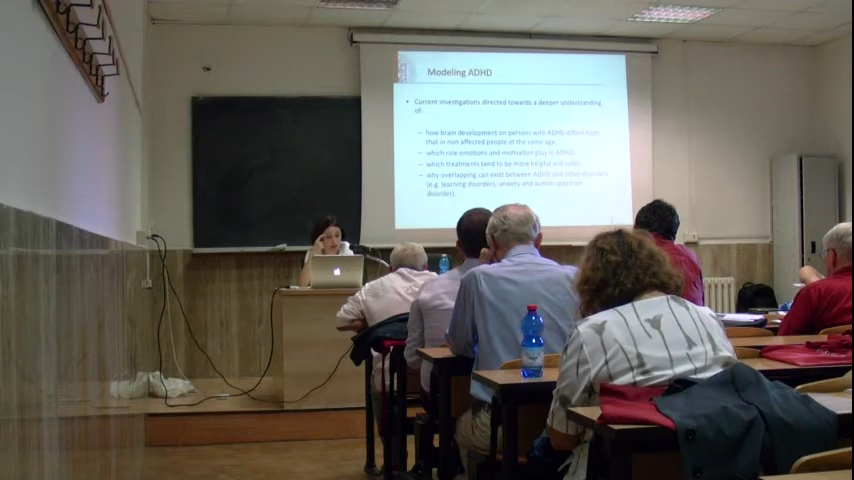 Modeling ADHD
• Current investigations directed towards a deeper understanding
of:
– how brain development on persons with ADHD differs from
that in non affected people of the same age.
– which role emotions and motivation play in ADHD.
– which treatments tend to be more helpful and safer.
– why overlapping can exist between ADHD and other disorders
(e.g. learning disorders, anxiety and autism spectrum
disorder).